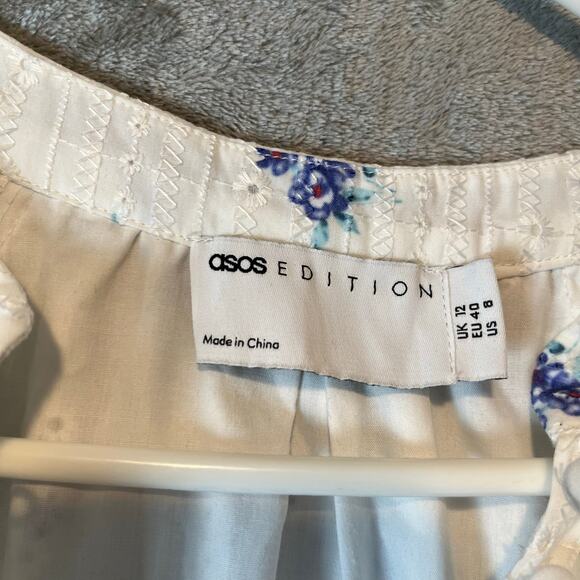 asos EDITION
Made in China
UK 12
EU 40
US 8